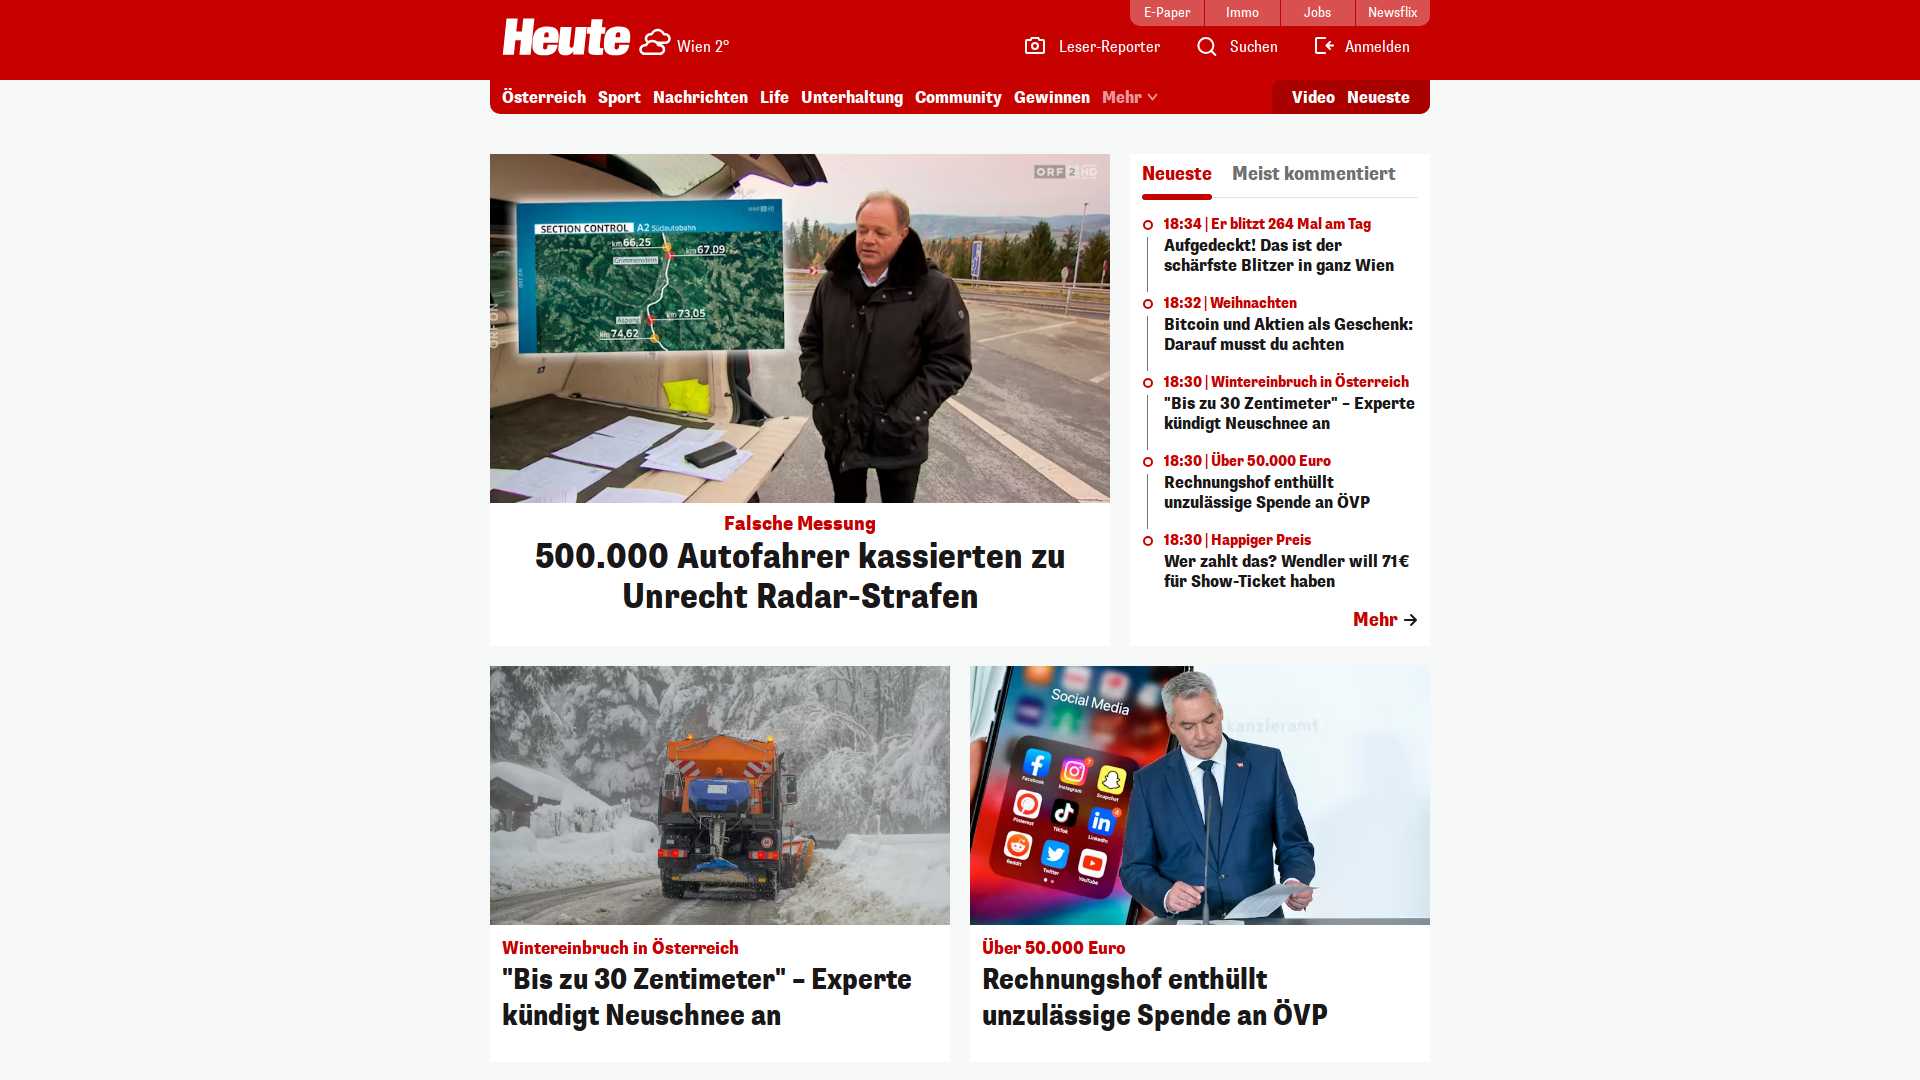 E-Paper
Immo
Jobs
Newsflix
Heute
Wien 2°
Leser-Reporter
Suchen
Anmelden
Österreich
Sport
Nachrichten
Life
Unterhaltung
Community
Gewinnen
Mehr
Video
Neueste
ORF 2 HD
SECTION CONTROL A2 Südautobahn
km 66,25
km 67,09
Grimmenstein
km 73,05
Aspang
km 74,62
ORF ON
Falsche Messung
500.000 Autofahrer kassierten zu
Unrecht Radar-Strafen
Neueste
Meist kommentiert
18:34 | Er blitzt 264 Mal am Tag
Aufgedeckt! Das ist der
schärfste Blitzer in ganz Wien
18:32 | Weihnachten
Bitcoin und Aktien als Geschenk:
Darauf musst du achten
18:30 | Wintereinbruch in Österreich
"Bis zu 30 Zentimeter" – Experte
kündigt Neuschnee an
18:30 | Über 50.000 Euro
Rechnungshof enthüllt
unzulässige Spende an ÖVP
18:30 | Happiger Preis
Wer zahlt das? Wendler will 71€
für Show-Ticket haben
Mehr
Wintereinbruch in Österreich
"Bis zu 30 Zentimeter" – Experte
kündigt Neuschnee an
Social Media
Facebook
Instagram
Snapchat
Pinterest
TikTok
LinkedIn
Reddit
Twitter
YouTube
kanzleramt
Über 50.000 Euro
Rechnungshof enthüllt
unzulässige Spende an ÖVP